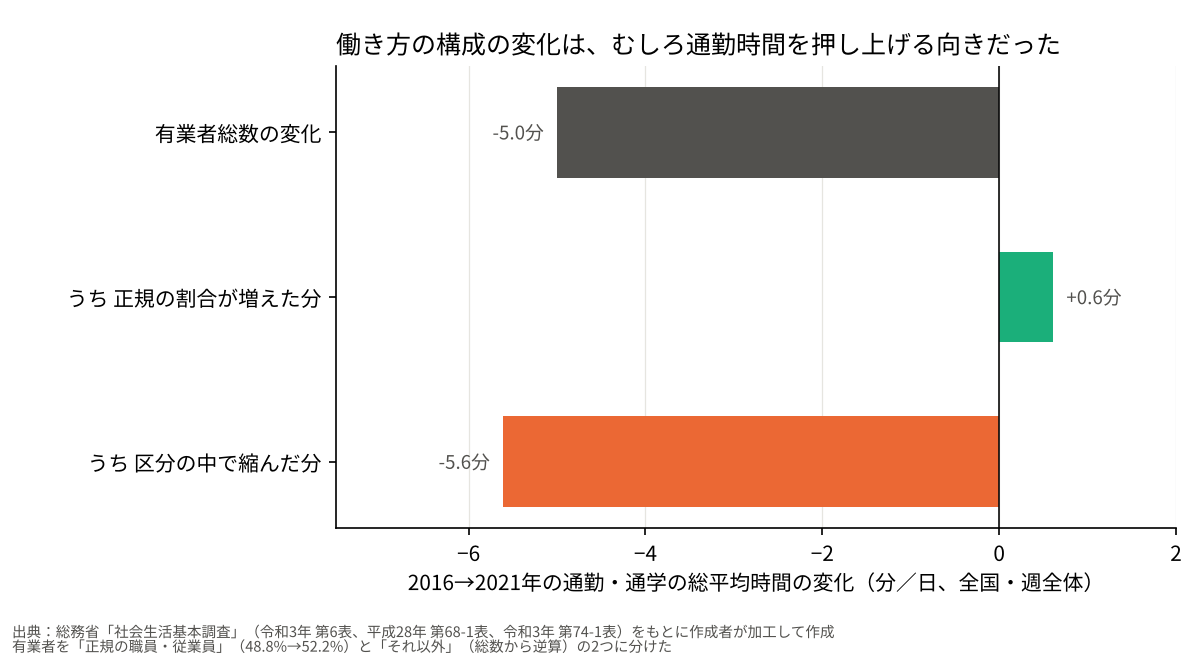 働き方の構成の変化は、むしろ通勤時間を押し上げる向きだった
有業者総数の変化
-5.0分
うち 正規の割合が増えた分
+0.6分
うち 区分の中で縮んだ分
-5.6分
−6 −4 −2 0 2
2016→2021年の通勤・通学の総平均時間の変化（分／日、全国・週全体）
出典：総務省「社会生活基本調査」（令和3年 第6表、平成28年 第68-1表、令和3年 第74-1表）をもとに作成者が加工して作成
有業者を「正規の職員・従業員」（48.8%→52.2%）と「それ以外」（総数から逆算）の2つに分けた